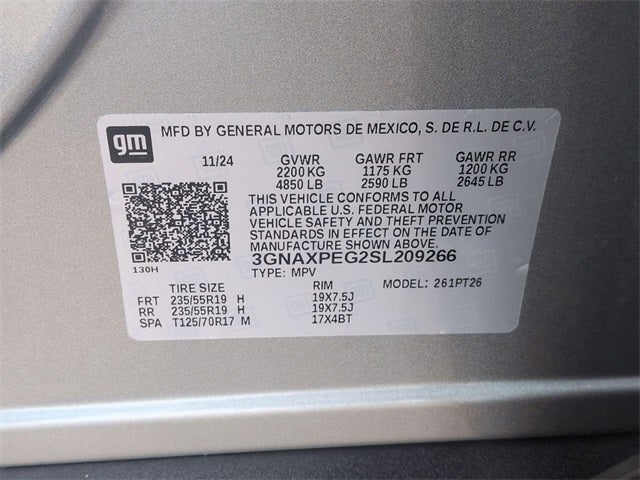 gm
MFD BY GENERAL MOTORS DE MEXICO, S. DE R.L. DE C.V.
11/24 GVWR GAWR FRT GAWR RR
2200 KG 1175 KG 1200 KG
4850 LB 2590 LB 2645 LB
THIS VEHICLE CONFORMS TO ALL
APPLICABLE U.S. FEDERAL MOTOR
VEHICLE SAFETY AND THEFT PREVENTION
STANDARDS IN EFFECT ON THE DATE OF
MANUFACTURE SHOWN ABOVE.
3GNAXPEG2SL209266
130H
TYPE: MPV MODEL: 261PT26
TIRE SIZE RIM
FRT 235/55R19 H 19X7.5J
RR 235/55R19 H 19X7.5J
SPA T125/70R17 M 17X4BT